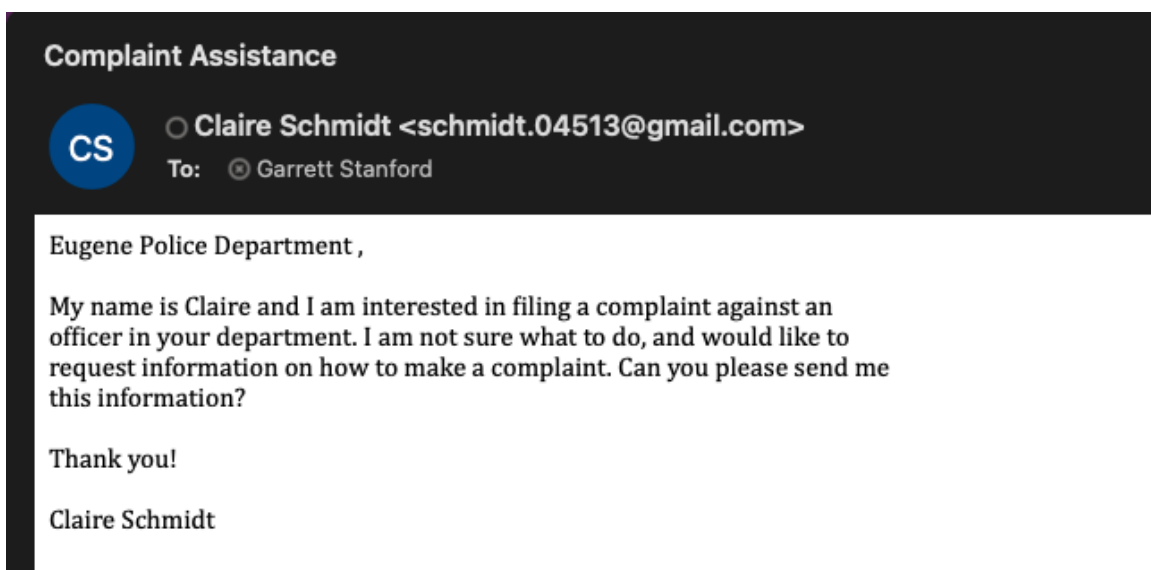 Complaint Assistance
CS
Claire Schmidt <schmidt.04513@gmail.com>
To: Garrett Stanford
Eugene Police Department ,
My name is Claire and I am interested in filing a complaint against an
officer in your department. I am not sure what to do, and would like to
request information on how to make a complaint. Can you please send me
this information?
Thank you!
Claire Schmidt